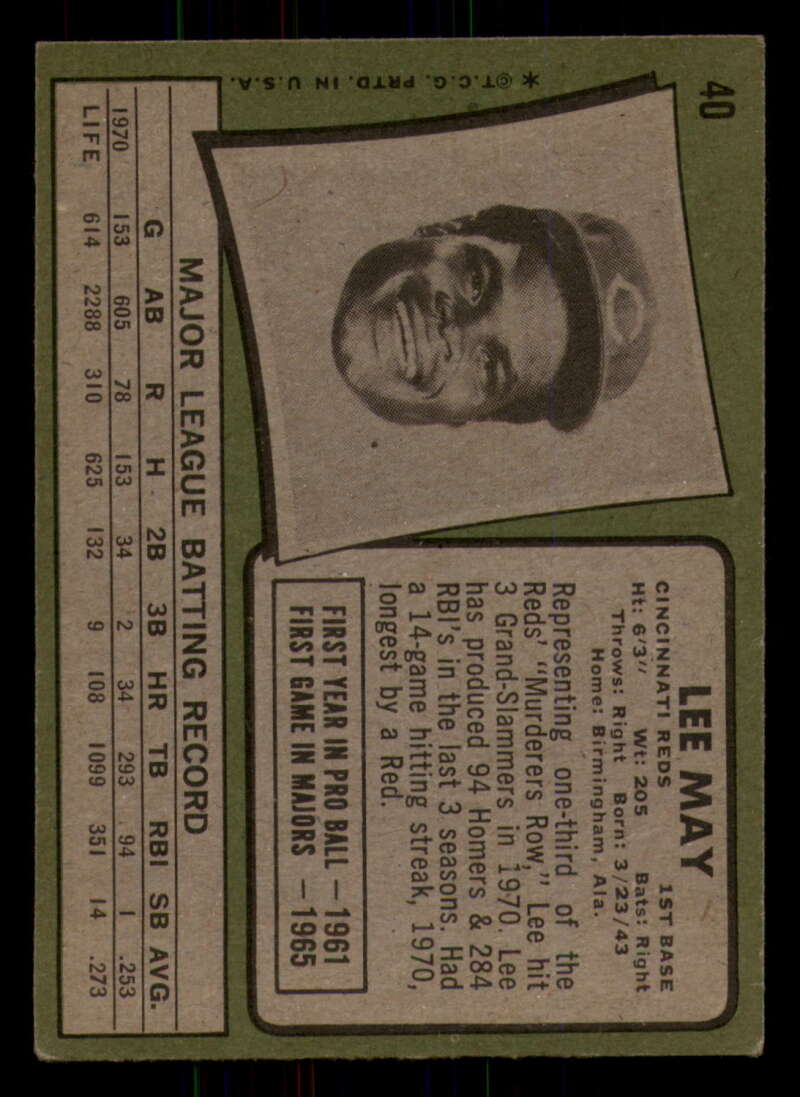 40
* ©T.C.G. PRTD. IN U.S.A.
LEE MAY
CINCINNATI REDS 1ST BASE
Ht: 6'3" Wt: 205 Bats: Right
Throws: Right Born: 3/23/43
Home: Birmingham, Ala.
Representing one-third of the
Reds' "Murderers Row," Lee hit
3 Grand-Slammers in 1970. Lee
has produced 94 Homers & 284
RBI's in the last 3 seasons. Had
a 14-game hitting streak, 1970,
longest by a Red.
FIRST YEAR IN PRO BALL — 1961
FIRST GAME IN MAJORS — 1965
MAJOR LEAGUE BATTING RECORD
G AB R H 2B 3B HR TB RBI SB AVG.
1970 153 605 78 153 34 2 34 293 94 1 .253
LIFE 614 2288 310 625 132 9 108 1099 351 14 .273